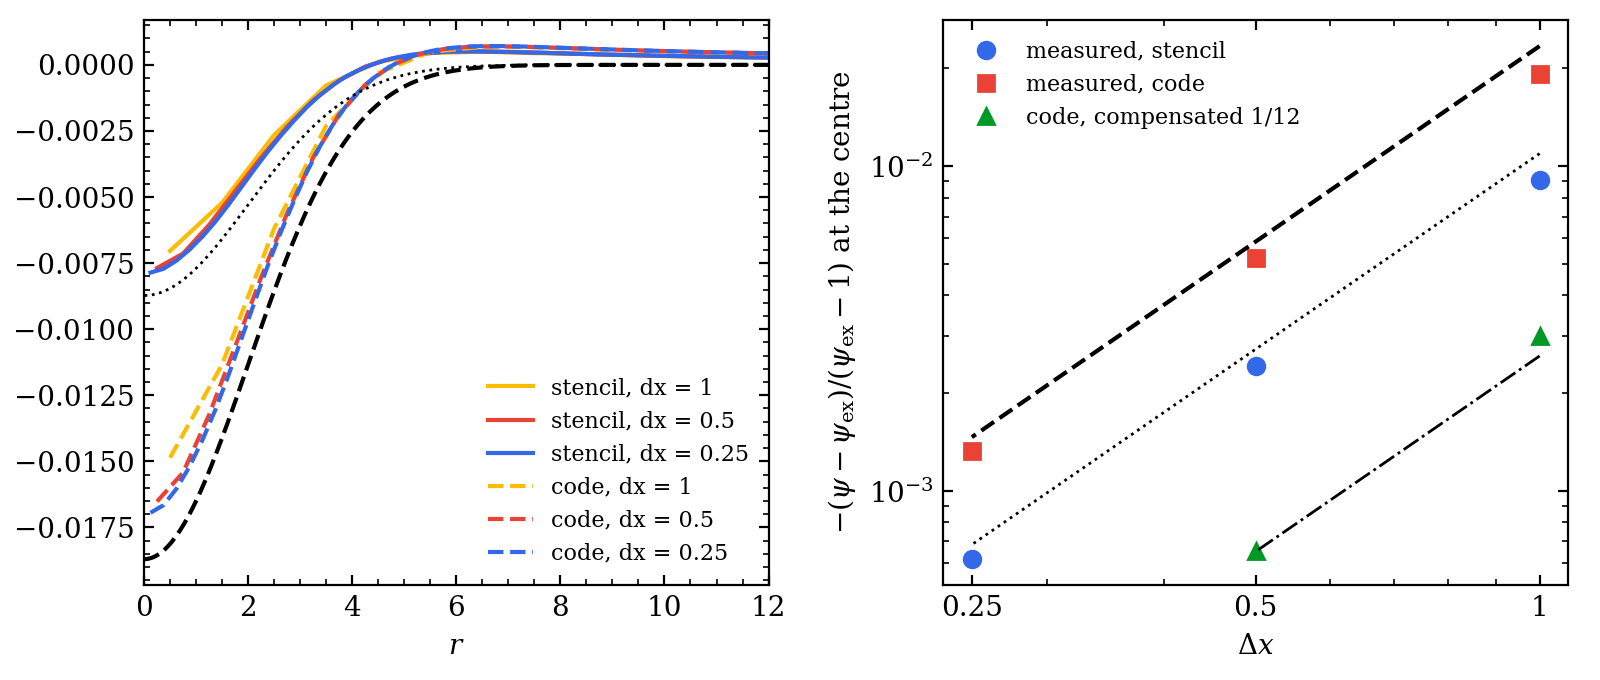 0.0000
−0.0025
−0.0050
−0.0075
−0.0100
−0.0125
−0.0150
−0.0175
0 2 4 6 8 10 12
r
stencil, dx = 1
stencil, dx = 0.5
stencil, dx = 0.25
code, dx = 1
code, dx = 0.5
code, dx = 0.25
−(ψ − ψ_ex)/(ψ_ex − 1) at the centre
measured, stencil
measured, code
code, compensated 1/12
10⁻²
10⁻³
0.25 0.5 1
Δx